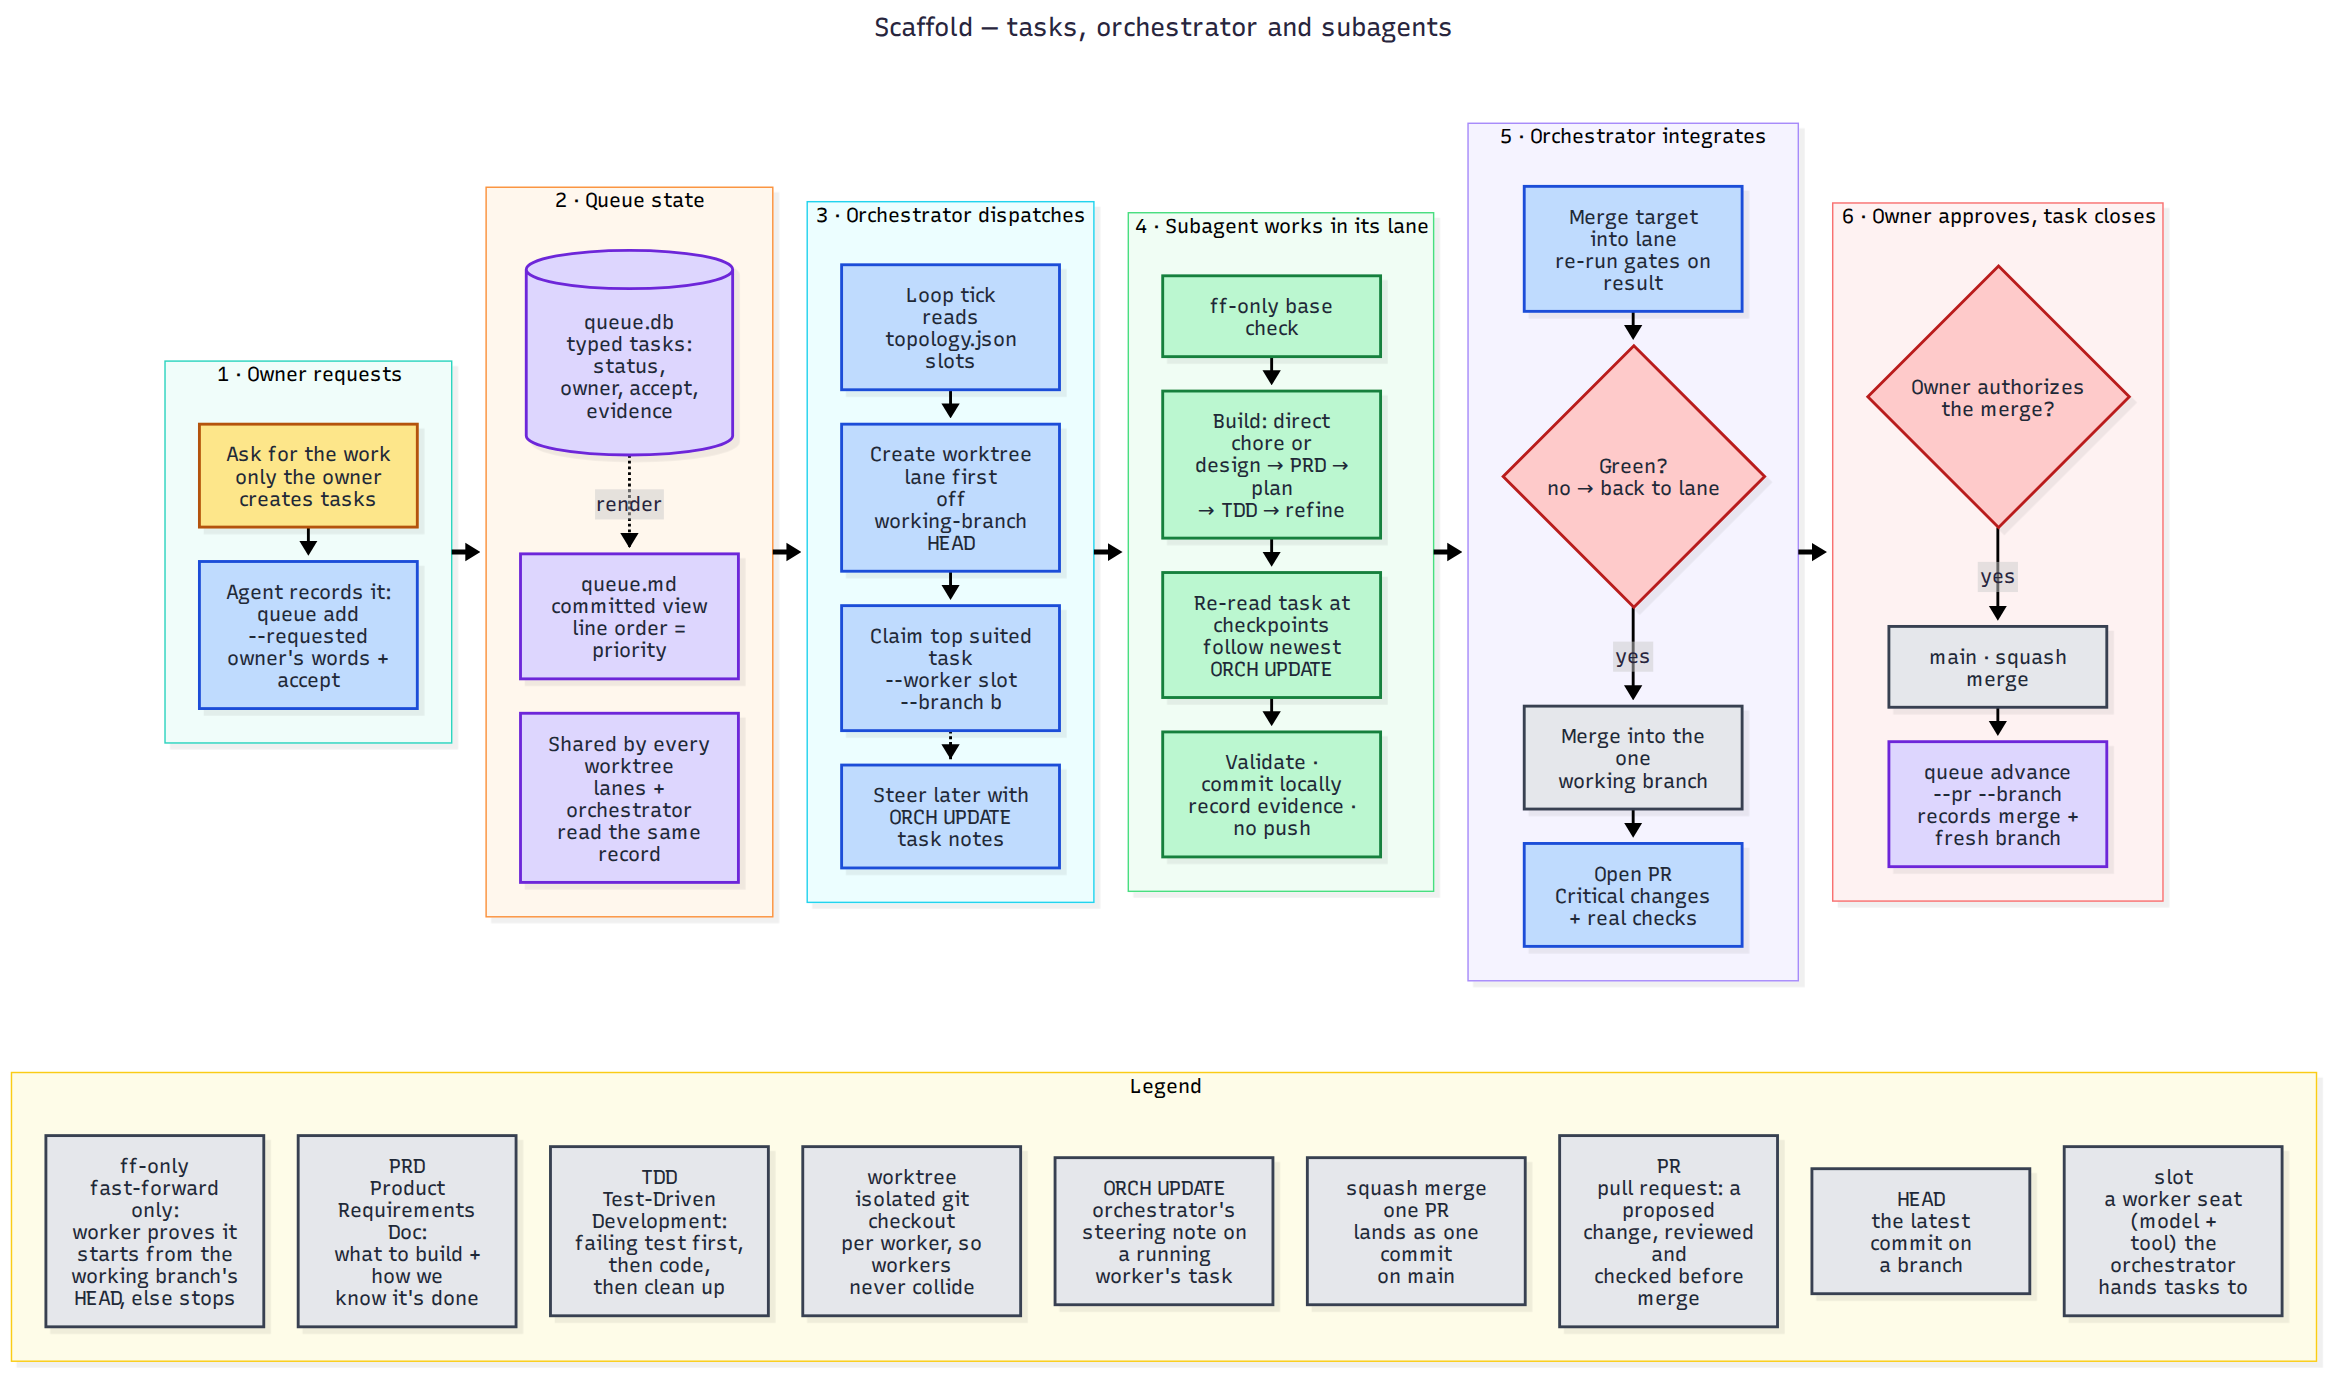 Scaffold – tasks, orchestrator and subagents
1 · Owner requests
Ask for the work
only the owner
creates tasks
Agent records it:
queue add
--requested
owner's words +
accept
2 · Queue state
queue.db
typed tasks:
status,
owner, accept,
evidence
render
queue.md
committed view
line order =
priority
Shared by every
worktree
lanes +
orchestrator
read the same
record
3 · Orchestrator dispatches
Loop tick
reads
topology.json
slots
Create worktree
lane first
off
working-branch
HEAD
Claim top suited
task
--worker slot
--branch b
Steer later with
ORCH UPDATE
task notes
4 · Subagent works in its lane
ff-only base
check
Build: direct
chore or
design → PRD →
plan
→ TDD → refine
Re-read task at
checkpoints
follow newest
ORCH UPDATE
Validate ·
commit locally
record evidence ·
no push
5 · Orchestrator integrates
Merge target
into lane
re-run gates on
result
Green?
no → back to lane
yes
Merge into the
one
working branch
Open PR
Critical changes
+ real checks
6 · Owner approves, task closes
Owner authorizes
the merge?
yes
main · squash
merge
queue advance
--pr --branch
records merge +
fresh branch
Legend
ff-only
fast-forward
only:
worker proves it
starts from the
working branch's
HEAD, else stops
PRD
Product
Requirements
Doc:
what to build +
how we
know it's done
TDD
Test-Driven
Development:
failing test first,
then code,
then clean up
worktree
isolated git
checkout
per worker, so
workers
never collide
ORCH UPDATE
orchestrator's
steering note on
a running
worker's task
squash merge
one PR
lands as one
commit
on main
PR
pull request: a
proposed
change, reviewed
and
checked before
merge
HEAD
the latest
commit on
a branch
slot
a worker seat
(model +
tool) the
orchestrator
hands tasks to